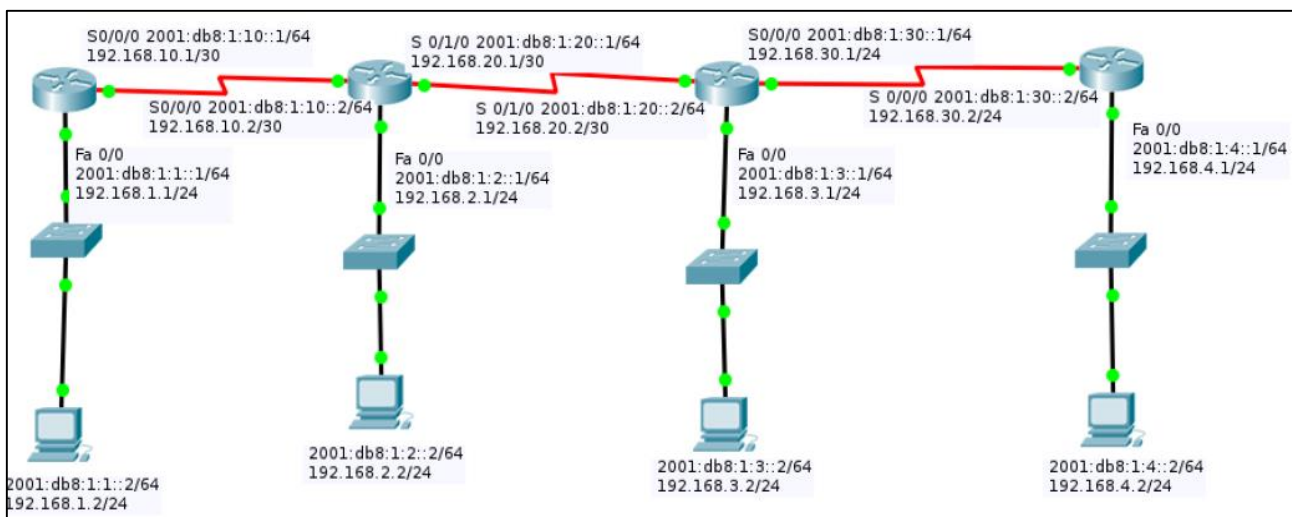 S0/0/0 2001:db8:1:10::1/64
192.168.10.1/30
S 0/1/0 2001:db8:1:20::1/64
192.168.20.1/30
S0/0/0 2001:db8:1:30::1/64
192.168.30.1/24
S0/0/0 2001:db8:1:10::2/64
192.168.10.2/30
S 0/1/0 2001:db8:1:20::2/64
192.168.20.2/30
S 0/0/0 2001:db8:1:30::2/64
192.168.30.2/24
Fa 0/0
2001:db8:1:1::1/64
192.168.1.1/24
Fa 0/0
2001:db8:1:2::1/64
192.168.2.1/24
Fa 0/0
2001:db8:1:3::1/64
192.168.3.1/24
Fa 0/0
2001:db8:1:4::1/64
192.168.4.1/24
2001:db8:1:1::2/64
192.168.1.2/24
2001:db8:1:2::2/64
192.168.2.2/24
2001:db8:1:3::2/64
192.168.3.2/24
2001:db8:1:4::2/64
192.168.4.2/24